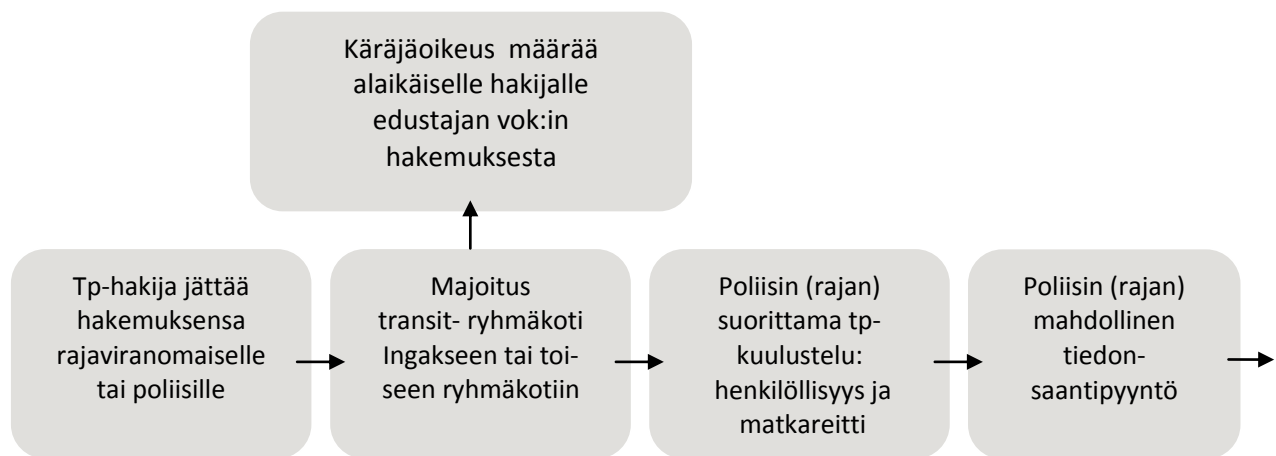 Käräjäoikeus määrää
alaikäiselle hakijalle
edustajan vok:in
hakemuksesta
Tp-hakija jättää
hakemuksensa
rajaviranomaiselle
tai poliisille
Majoitus
transit- ryhmäkoti
Ingakseen tai toi-
seen ryhmäkotiin
Poliisin (rajan)
suorittama tp-
kuulustelu:
henkilöllisyys ja
matkareitti
Poliisin (rajan)
mahdollinen
tiedon-
saantipyyntö